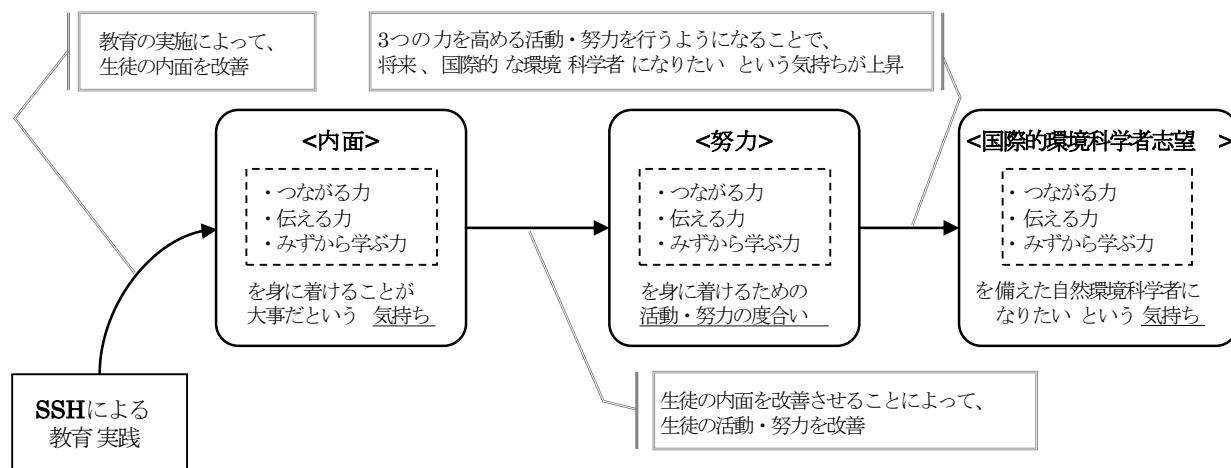 教育の実施によって、
生徒の内面を改善
3つの力を高める活動・努力を行うようになることで、
将来、国際的な環境科学者になりたいという気持ちが上昇
<内面>
・つながる力
・伝える力
・みずから学ぶ力
を身に着けることが
大事だという 気持ち
<努力>
・つながる力
・伝える力
・みずから学ぶ力
を身に着けるための
活動・努力の度合い
<国際的環境科学者志望>
・つながる力
・伝える力
・みずから学ぶ力
を備えた自然環境科学者に
なりたい という 気持ち
SSHによる
教育実践
生徒の内面を改善させることによって、
生徒の活動・努力を改善